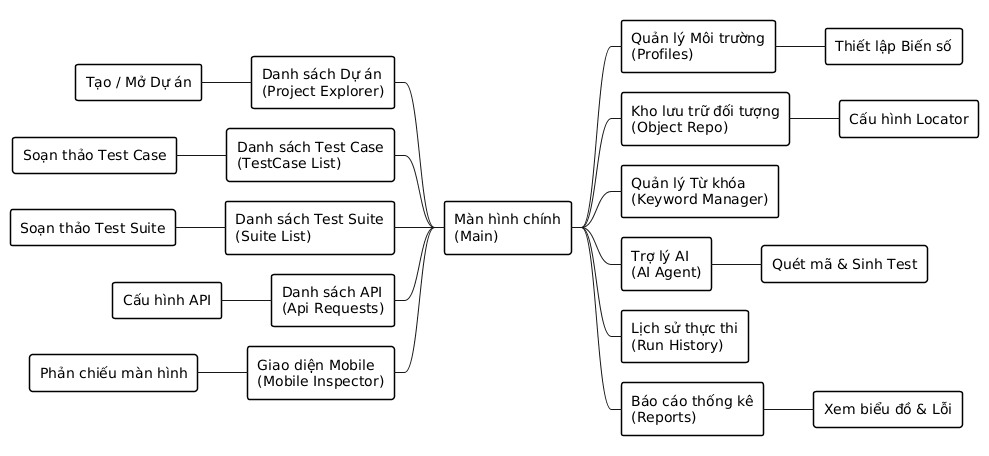 Tạo / Mở Dự án
Danh sách Dự án
(Project Explorer)
Soạn thảo Test Case
Danh sách Test Case
(TestCase List)
Soạn thảo Test Suite
Danh sách Test Suite
(Suite List)
Cấu hình API
Danh sách API
(Api Requests)
Phản chiếu màn hình
Giao diện Mobile
(Mobile Inspector)
Màn hình chính
(Main)
Quản lý Môi trường
(Profiles)
Thiết lập Biến số
Kho lưu trữ đối tượng
(Object Repo)
Cấu hình Locator
Quản lý Từ khóa
(Keyword Manager)
Trợ lý AI
(AI Agent)
Quét mã & Sinh Test
Lịch sử thực thi
(Run History)
Báo cáo thống kê
(Reports)
Xem biểu đồ & Lỗi